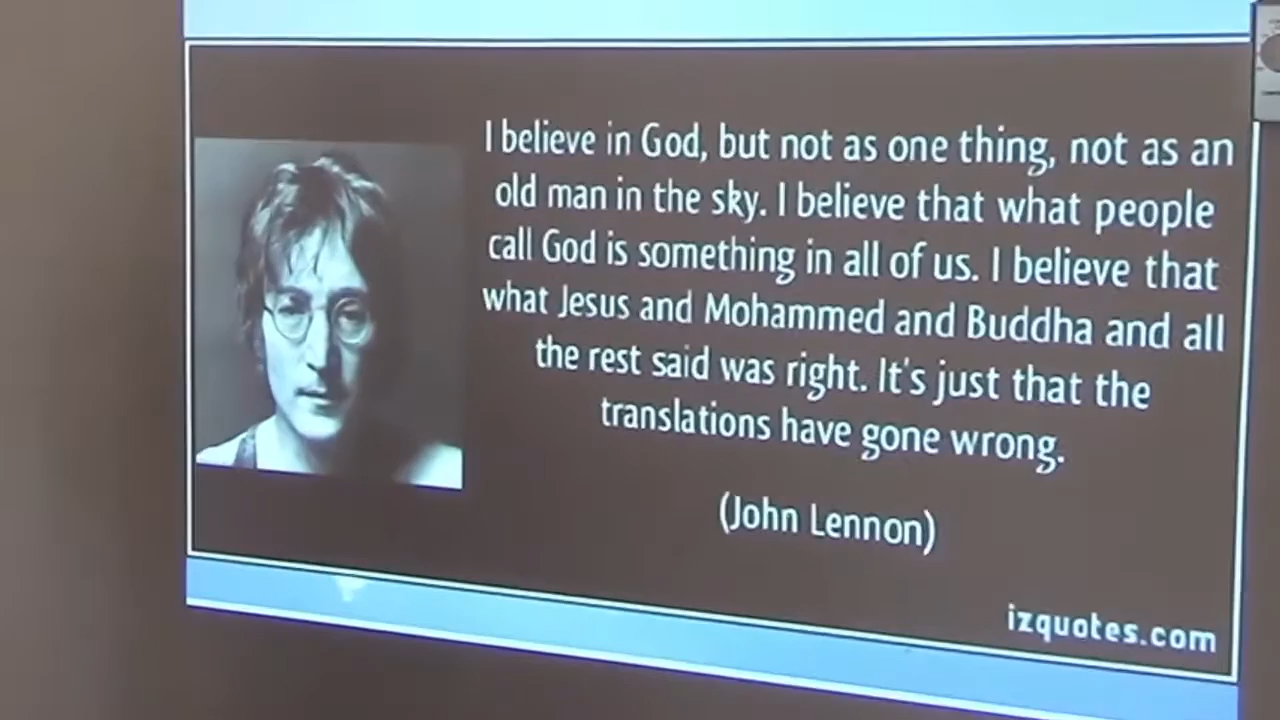 I believe in God, but not as one thing, not as an
old man in the sky. I believe that what people
call God is something in all of us. I believe that
what Jesus and Mohammed and Buddha and all
the rest said was right. It's just that the
translations have gone wrong.
(John Lennon)
izquotes.com